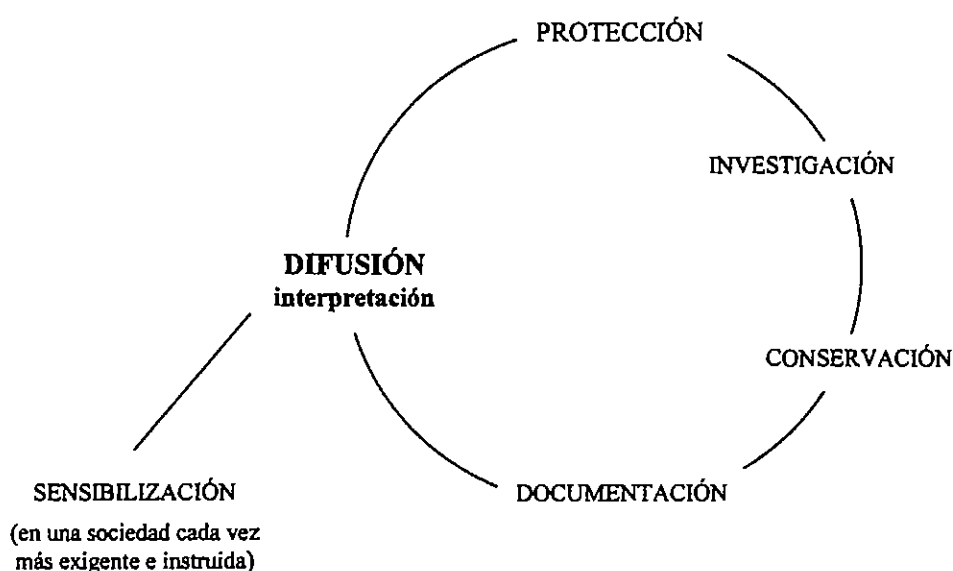 PROTECCIÓN
INVESTIGACIÓN
DIFUSIÓN
interpretación
CONSERVACIÓN
SENSIBILIZACIÓN
(en una sociedad cada vez
más exigente e instruida)
DOCUMENTACIÓN